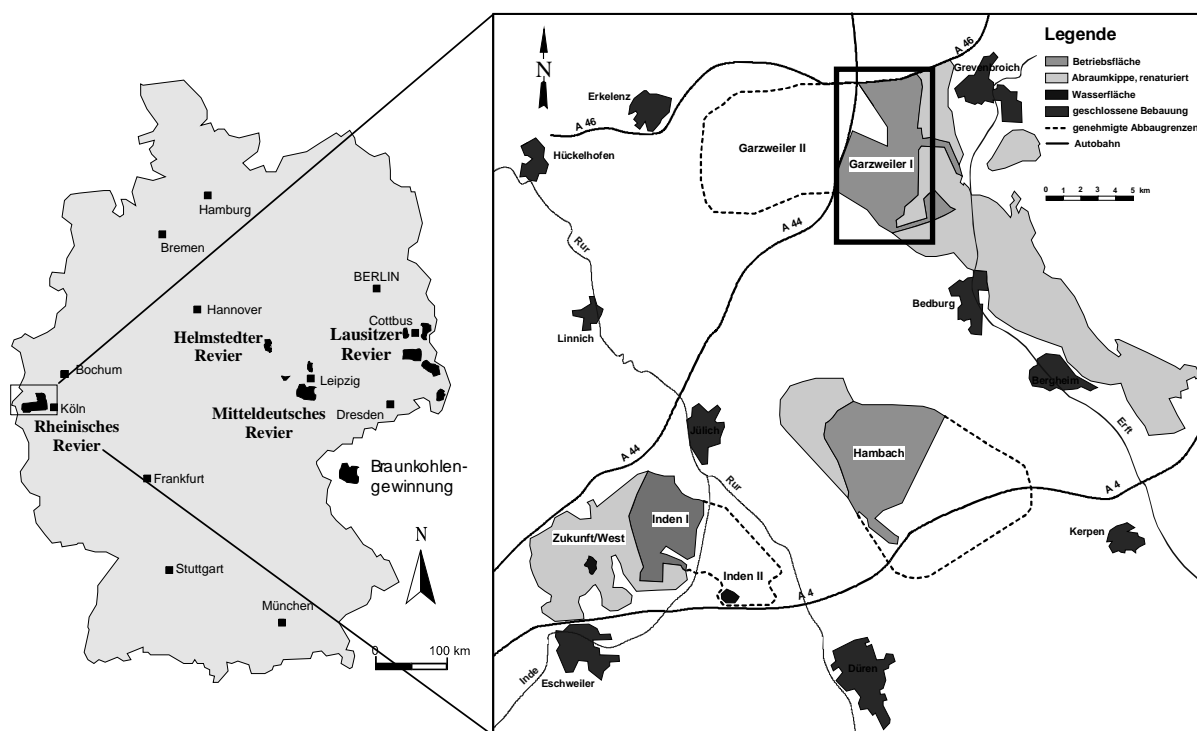 Hamburg
Bremen
BERLIN
Hannover
Cottbus
Helmstedter
Revier
Lausitzer
Revier
Bochum
Leipzig
Köln
Dresden
Mitteldeutsches
Revier
Rheinisches
Revier
Frankfurt
Braunkohlen-
gewinnung
N
Stuttgart
München
0 100 km
N
A 46
Erkelenz
A 46
Hückelhofen
Garzweiler II
Garzweiler I
Grevenbroich
A 44
Rur
Linnich
Bedburg
Bergheim
Jülich
Hambach
Erft
A 44
Rur
A 4
Inden I
Zukunft/West
Kerpen
Inden II
A 4
Inde
Eschweiler
Düren
Legende
Betriebsfläche
Abraumkippe, renaturiert
Wasserfläche
geschlossene Bebauung
genehmigte Abbaugrenzen
Autobahn
0 1 2 3 4 5 km